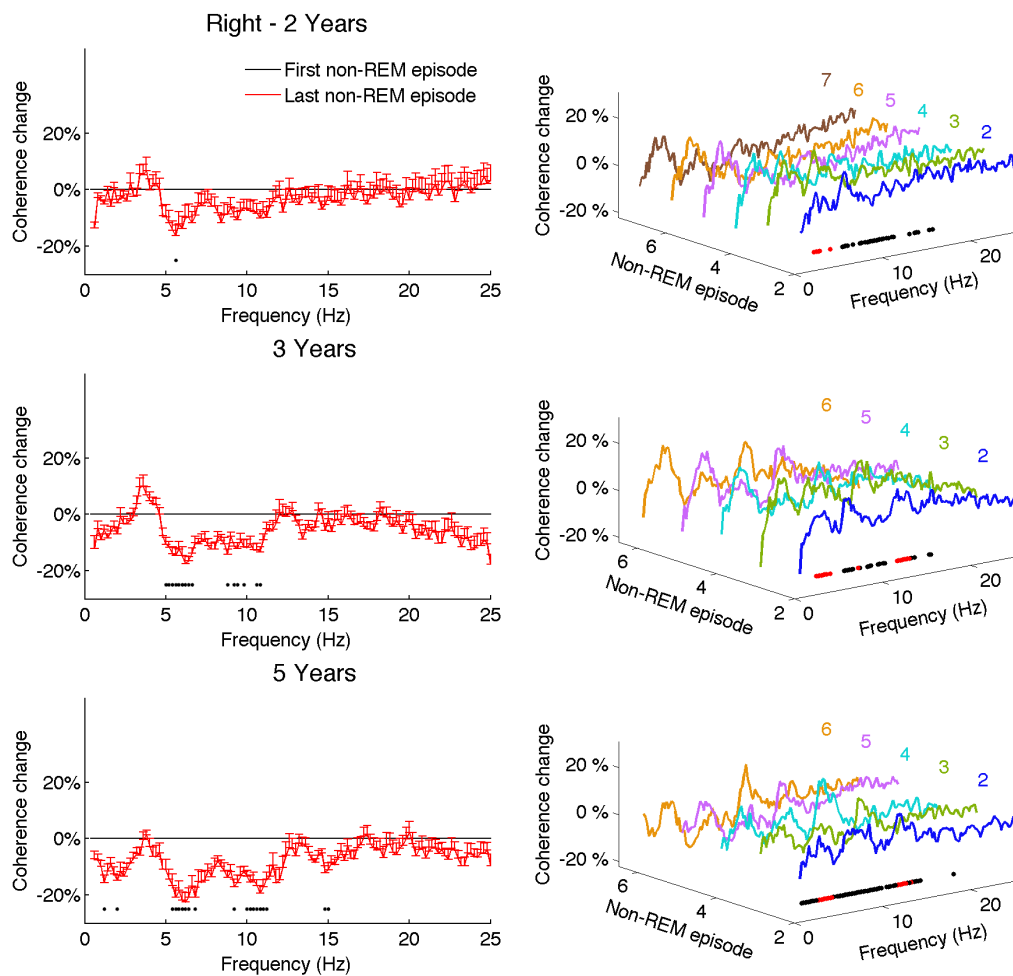 Right - 2 Years
Coherence change
20%
0%
-20%
First non-REM episode
Last non-REM episode
0 5 10 15 20 25
Frequency (Hz)
Coherence change
20 %
0 %
-20 %
7 6 5 4 3 2
6 4 2
Non-REM episode
0 10 20
Frequency (Hz)
3 Years
Coherence change
20%
0%
-20%
0 5 10 15 20 25
Frequency (Hz)
Coherence change
20 %
0 %
-20 %
6 5 4 3 2
6 4 2
Non-REM episode
0 10 20
Frequency (Hz)
5 Years
Coherence change
20%
0%
-20%
0 5 10 15 20 25
Frequency (Hz)
Coherence change
20 %
0 %
-20 %
6 5 4 3 2
6 4 2
Non-REM episode
0 10 20
Frequency (Hz)